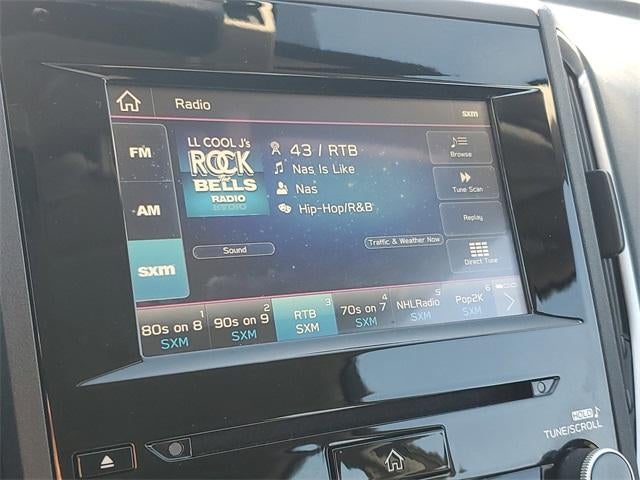 Radio
sxm
FM
AM
sxm
LL COOL J's
ROCK
the
BELLS
RADIO
43 / RTB
Nas Is Like
Nas
Hip-Hop/R&B
Browse
Tune Scan
Replay
Direct Tune
Sound
Traffic & Weather Now
1
80s on 8
SXM
2
90s on 9
SXM
3
RTB
SXM
4
70s on 7
SXM
5
NHLRadio
SXM
6
Pop2K
SXM
HOLD
TUNE/SCROLL